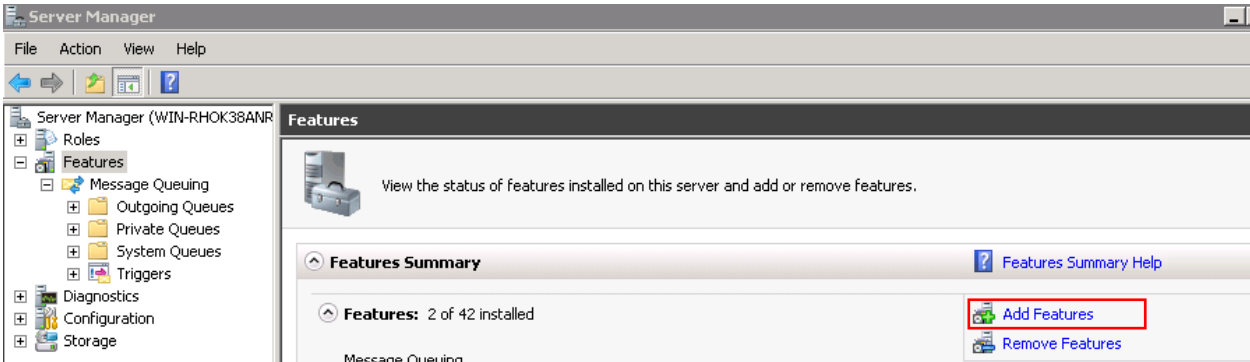 Server Manager
File Action View Help
Server Manager (WIN-RHOK38ANR
Roles
Features
Message Queuing
Outgoing Queues
Private Queues
System Queues
Triggers
Diagnostics
Configuration
Storage
Features
View the status of features installed on this server and add or remove features.
Features Summary
Features Summary Help
Features: 2 of 42 installed
Add Features
Remove Features
Message Queuing